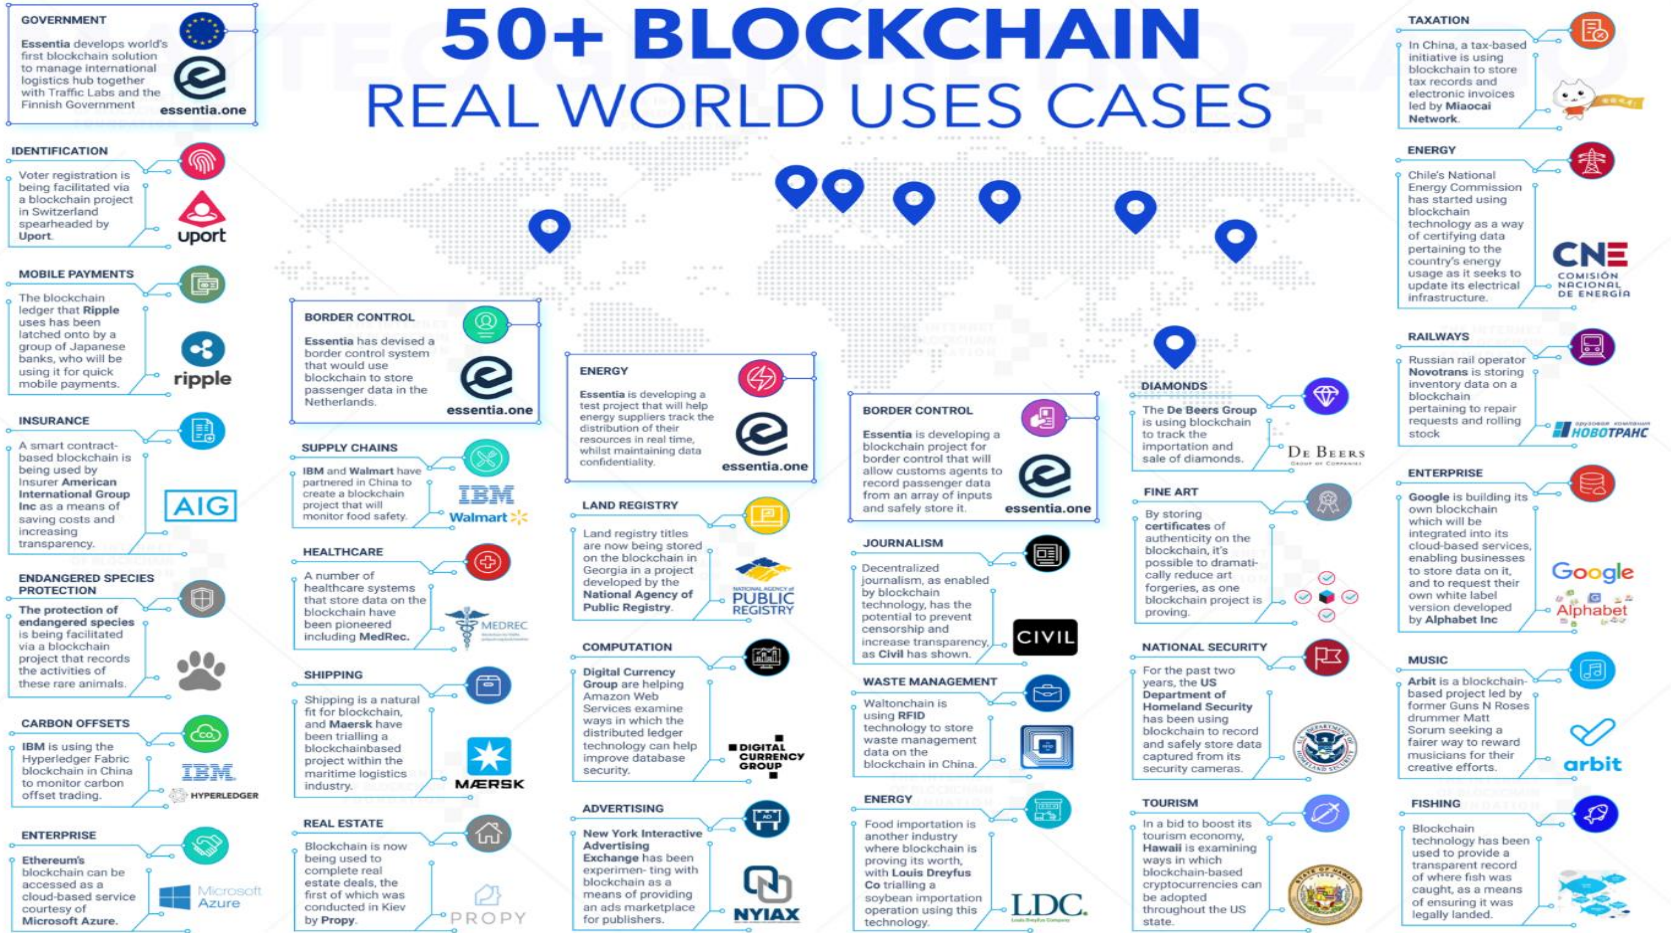 50+ BLOCKCHAIN
REAL WORLD USES CASES
GOVERNMENT
Essentia develops world's
first blockchain solution
to manage international
logistics hub together
with Traffic Labs and the
Finnish Government
essentia.one
IDENTIFICATION
Voter registration is
being facilitated via
a blockchain project
in Switzerland
spearheaded by
Uport.
uport
MOBILE PAYMENTS
The blockchain
ledger that Ripple
uses has been
latched onto by a
group of Japanese
banks, who will be
using it for quick
mobile payments.
ripple
INSURANCE
A smart contract-
based blockchain is
being used by
Insurer American
International Group
Inc as a means of
saving costs and
increasing
transparency.
AIG
ENDANGERED SPECIES
PROTECTION
The protection of
endangered species
is being facilitated
via a blockchain
project that records
the activities of
these rare animals.
CARBON OFFSETS
IBM is using the
Hyperledger Fabric
blockchain in China
to monitor carbon
offset trading.
IBM
HYPERLEDGER
ENTERPRISE
Ethereum's
blockchain can be
accessed as a
cloud-based service
courtesy of
Microsoft Azure.
Microsoft
Azure
BORDER CONTROL
Essentia has devised a
border control system
that would use
blockchain to store
passenger data in the
Netherlands.
essentia.one
SUPPLY CHAINS
IBM and Walmart have
partnered in China to
create a blockchain
project that will
monitor food safety.
IBM
Walmart
HEALTHCARE
A number of
healthcare systems
that store data on the
blockchain have
been pioneered
including MedRec.
MEDREC
SHIPPING
Shipping is a natural
fit for blockchain,
and Maersk have
been trialling a
blockchainbased
project within the
maritime logistics
industry.
MÆRSK
REAL ESTATE
Blockchain is now
being used to
complete real
estate deals, the
first of which was
conducted in Kiev
by Propy.
PROPY
ENERGY
Essentia is developing a
test project that will help
energy suppliers track the
distribution of their
resources in real time,
whilst maintaining data
confidentiality.
essentia.one
LAND REGISTRY
Land registry titles
are now being stored
on the blockchain in
Georgia in a project
developed by the
National Agency of
Public Registry.
NATIONAL AGENCY OF
PUBLIC
REGISTRY
COMPUTATION
Digital Currency
Group are helping
Amazon Web
Services examine
ways in which the
distributed ledger
technology can help
improve database
security.
DIGITAL
CURRENCY
GROUP
ADVERTISING
New York Interactive
Advertising
Exchange has been
experimen- ting with
blockchain as a
means of providing
an ads marketplace
for publishers.
AD
NYIAX
BORDER CONTROL
Essentia is developing a
blockchain project for
border control that will
allow customs agents to
record passenger data
from an array of inputs
and safely store it.
essentia.one
JOURNALISM
Decentralized
journalism, as enabled
by blockchain
technology, has the
potential to prevent
censorship and
increase transparency,
as Civil has shown.
CIVIL
WASTE MANAGEMENT
Waltonchain is
using RFID
technology to store
waste management
data on the
blockchain in China.
ENERGY
Food importation is
another industry
where blockchain is
proving its worth,
with Louis Dreyfus
Co trialling a
soybean importation
operation using this
technology.
LDC.
Louis Dreyfus Company
DIAMONDS
The De Beers Group
is using blockchain
to track the
importation and
sale of diamonds.
DE BEERS
GROUP OF COMPANIES
FINE ART
By storing
certificates of
authenticity on the
blockchain, it's
possible to dramati-
cally reduce art
forgeries, as one
blockchain project is
proving.
NATIONAL SECURITY
For the past two
years, the US
Department of
Homeland Security
has been using
blockchain to record
and safely store data
captured from its
security cameras.
TOURISM
In a bid to boost its
tourism economy,
Hawaii is examining
ways in which
blockchain-based
cryptocurrencies can
be adopted
throughout the US
state.
TAXATION
In China, a tax-based
initiative is using
blockchain to store
tax records and
electronic invoices
led by Miaocai
Network.
ENERGY
Chile's National
Energy Commission
has started using
blockchain
technology as a way
of certifying data
pertaining to the
country's energy
usage as it seeks to
update its electrical
infrastructure.
CNE
COMISIÓN
NACIONAL
DE ENERGÍA
RAILWAYS
Russian rail operator
Novotrans is storing
inventory data on a
blockchain
pertaining to repair
requests and rolling
stock
грузовая компания
НОВОТРАНС
ENTERPRISE
Google is building its
own blockchain
which will be
integrated into its
cloud-based services,
enabling businesses
to store data on it,
and to request their
own white label
version developed
by Alphabet Inc
Google
Alphabet
MUSIC
Arbit is a blockchain-
based project led by
former Guns N Roses
drummer Matt
Sorum seeking a
fairer way to reward
musicians for their
creative efforts.
arbit
FISHING
Blockchain
technology has been
used to provide a
transparent record
of where fish was
caught, as a means
of ensuring it was
legally landed.